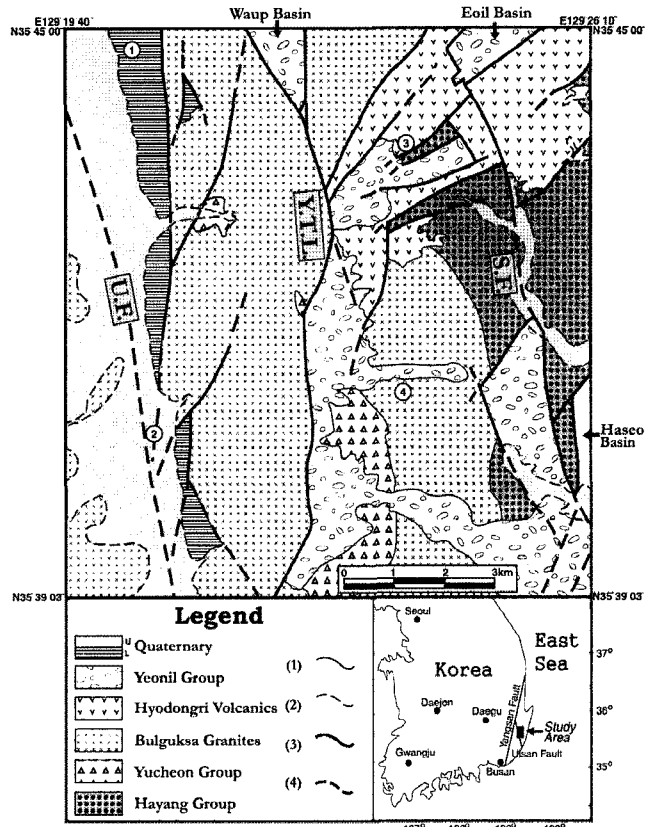 Waup Basin
Eoil Basin
E129 19 40
E129 26 10
N35 45 00
N35 45 00
1
3
Y.T.L.
U.F.
S.F.
4
2
Haseo
Basin
0 1 2 3km
N35 39 03
N35 39 03
Legend
U
L Quaternary
Yeonil Group
Hyodongri Volcanics
Bulguksa Granites
Yucheon Group
Hayang Group
(1)
(2)
(3)
(4)
Seoul
East
Sea
Korea
37°
Daejon
Daegu
36°
Yangsan Fault
Study
Area
Gwangju
Ulsan Fault
35°
Busan